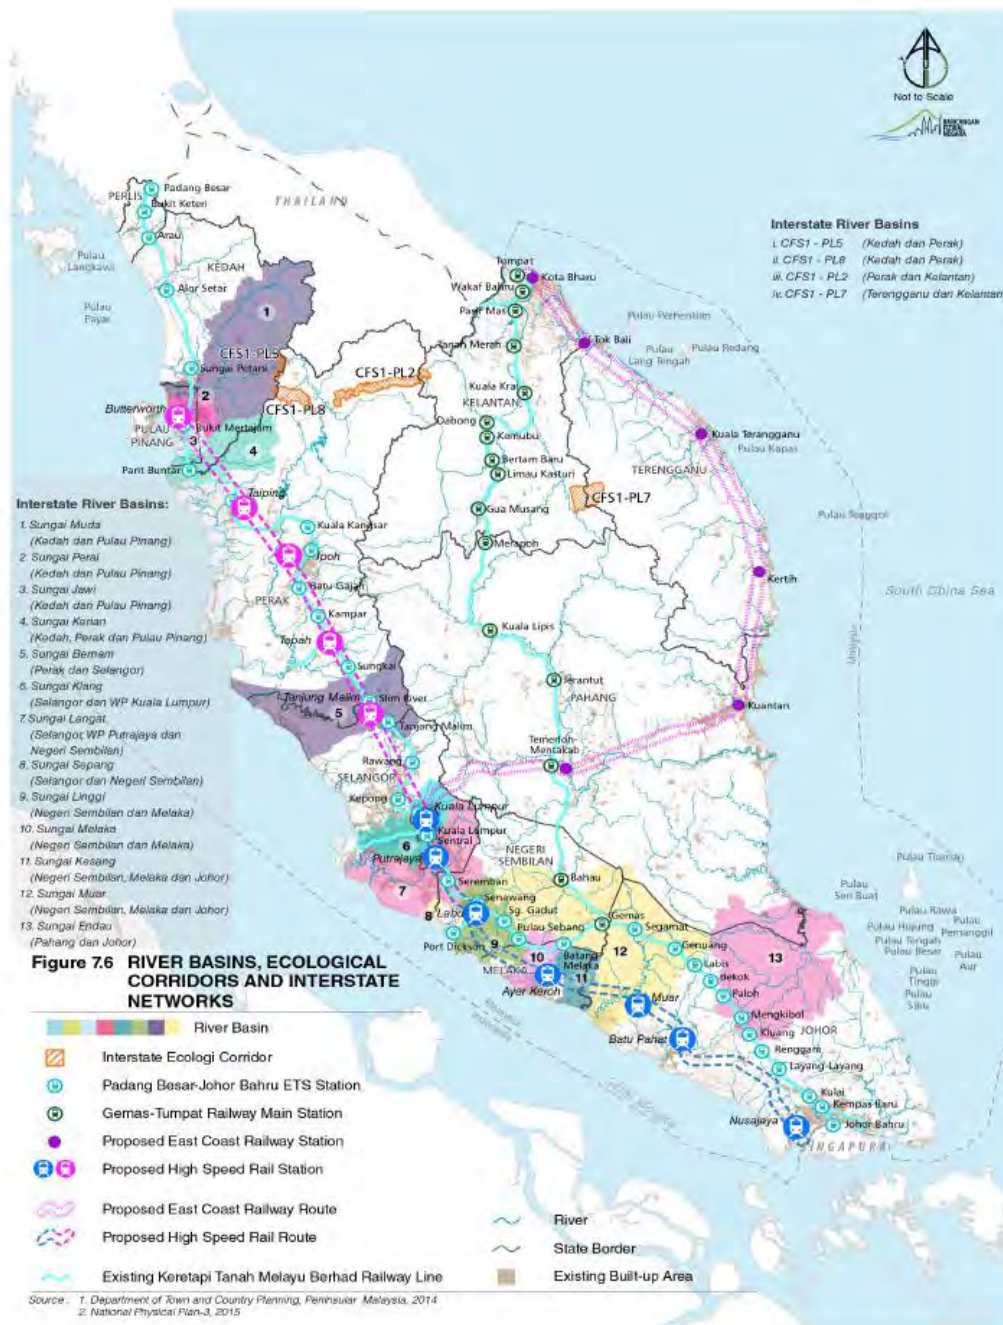 Not to Scale
RANCANGAN
FIZIKAL
NEGARA
Interstate River Basins
i. CFS1 - PL5 (Kedah dan Perak)
ii. CFS1 - PL8 (Kedah dan Perak)
iii. CFS1 - PL2 (Perak dan Kelantan)
iv. CFS1 - PL7 (Terengganu dan Kelantan)
THAILAND
PERLIS
Padang Besar
Bukit Keteri
Arau
Pulau
Langkawi
KEDAH
Alor Setar
Pulau
Payar
1
CFS1-PL5
Sungai Petani
2
CFS1-PL8
CFS1-PL2
Butterworth
PULAU
PINANG
Bukit Mertajam
3
4
Parit Buntar
Tumpat
Kota Bharu
Wakaf Bahru
Pasir Mas
Tanah Merah
Kuala Krai
KELANTAN
Dabong
Kemubu
Bertam Baru
Limau Kasturi
Gua Musang
Merapoh
CFS1-PL7
Tok Bali
Pulau Perhentian
Pulau
Lang Tengah
Pulau Redang
Kuala Terangganu
Pulau Kapas
TERENGGANU
Pulau Tenggol
Kertih
South China Sea
Taiping
Kuala Kangsar
Ipoh
Batu Gajah
PERAK
Kampar
Tapah
Sungkai
Slim River
Tanjung Malim
5
Tanjang Malim
Kuala Lipis
Jerantut
PAHANG
Kuantan
Temerloh-
Mentakab
Rawang
SELANGOR
Kepong
Kuala Lumpur
Kuala Lumpur
Sentral
6
Putrajaya
7
NEGERI
SEMBILAN
Seremban
Bahau
8
Labu
Senawang
Sg. Gadut
Pulau Sebang
Port Dickson
9
10
MELAKA
Batang
Melaka
Ayer Keroh
11
12
Gemas
Segamat
Genuang
Labis
Bekok
Paloh
13
Mengkibol
Kluang
JOHOR
Renggam
Layang-Layang
Kulai
Kempas Baru
Johor Bahru
Muar
Batu Pahat
Nusajaya
SINGAPURA
Pulau Tioman
Pulau
Seri Buat
Pulau Rawa
Pulau Hujung
Pulau
Pemanggil
Pulau Tengah
Pulau Besar
Pulau
Aur
Pulau
Tinggi
Pulau
Sibu
Interstate River Basins:
1. Sungai Muda
(Kedah dan Pulau Pinang)
2. Sungai Perai
(Kedah dan Pulau Pinang)
3. Sungai Jawi
(Kedah dan Pulau Pinang)
4. Sungai Kerian
(Kedah, Perak dan Pulau Pinang)
5. Sungai Bernam
(Perak dan Selangor)
6. Sungai Klang
(Selangor dan WP Kuala Lumpur)
7. Sungai Langat
(Selangor, WP Putrajaya dan
Negeri Sembilan)
8. Sungai Sepang
(Selangor dan Negeri Sembilan)
9. Sungai Linggi
(Negeri Sembilan dan Melaka)
10. Sungai Melaka
(Negeri Sembilan dan Melaka)
11. Sungai Kesang
(Negeri Sembilan, Melaka dan Johor)
12. Sungai Muar
(Negeri Sembilan, Melaka dan Johor)
13. Sungai Endau
(Pahang dan Johor)
Figure 7.6 RIVER BASINS, ECOLOGICAL
CORRIDORS AND INTERSTATE
NETWORKS
River Basin
Interstate Ecologi Corridor
Padang Besar-Johor Bahru ETS Station
Gemas-Tumpat Railway Main Station
Proposed East Coast Railway Station
Proposed High Speed Rail Station
Proposed East Coast Railway Route
Proposed High Speed Rail Route
Existing Keretapi Tanah Melayu Berhad Railway Line
River
State Border
Existing Built-up Area
Source : 1. Department of Town and Country Planning, Peninsular Malaysia, 2014
2. National Physical Plan-3, 2015